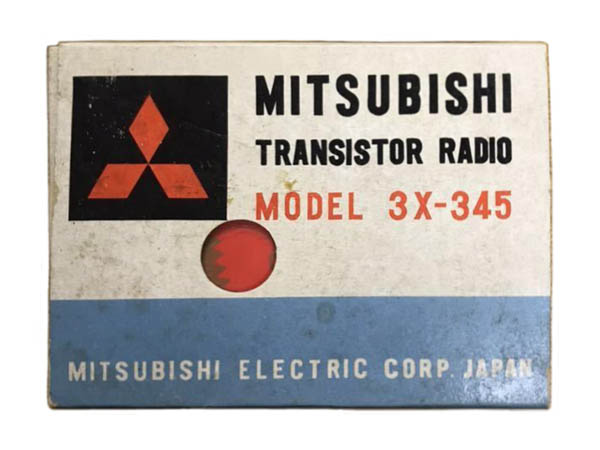 MITSUBISHI
TRANSISTOR RADIO
MODEL 3X-345
MITSUBISHI ELECTRIC CORP. JAPAN